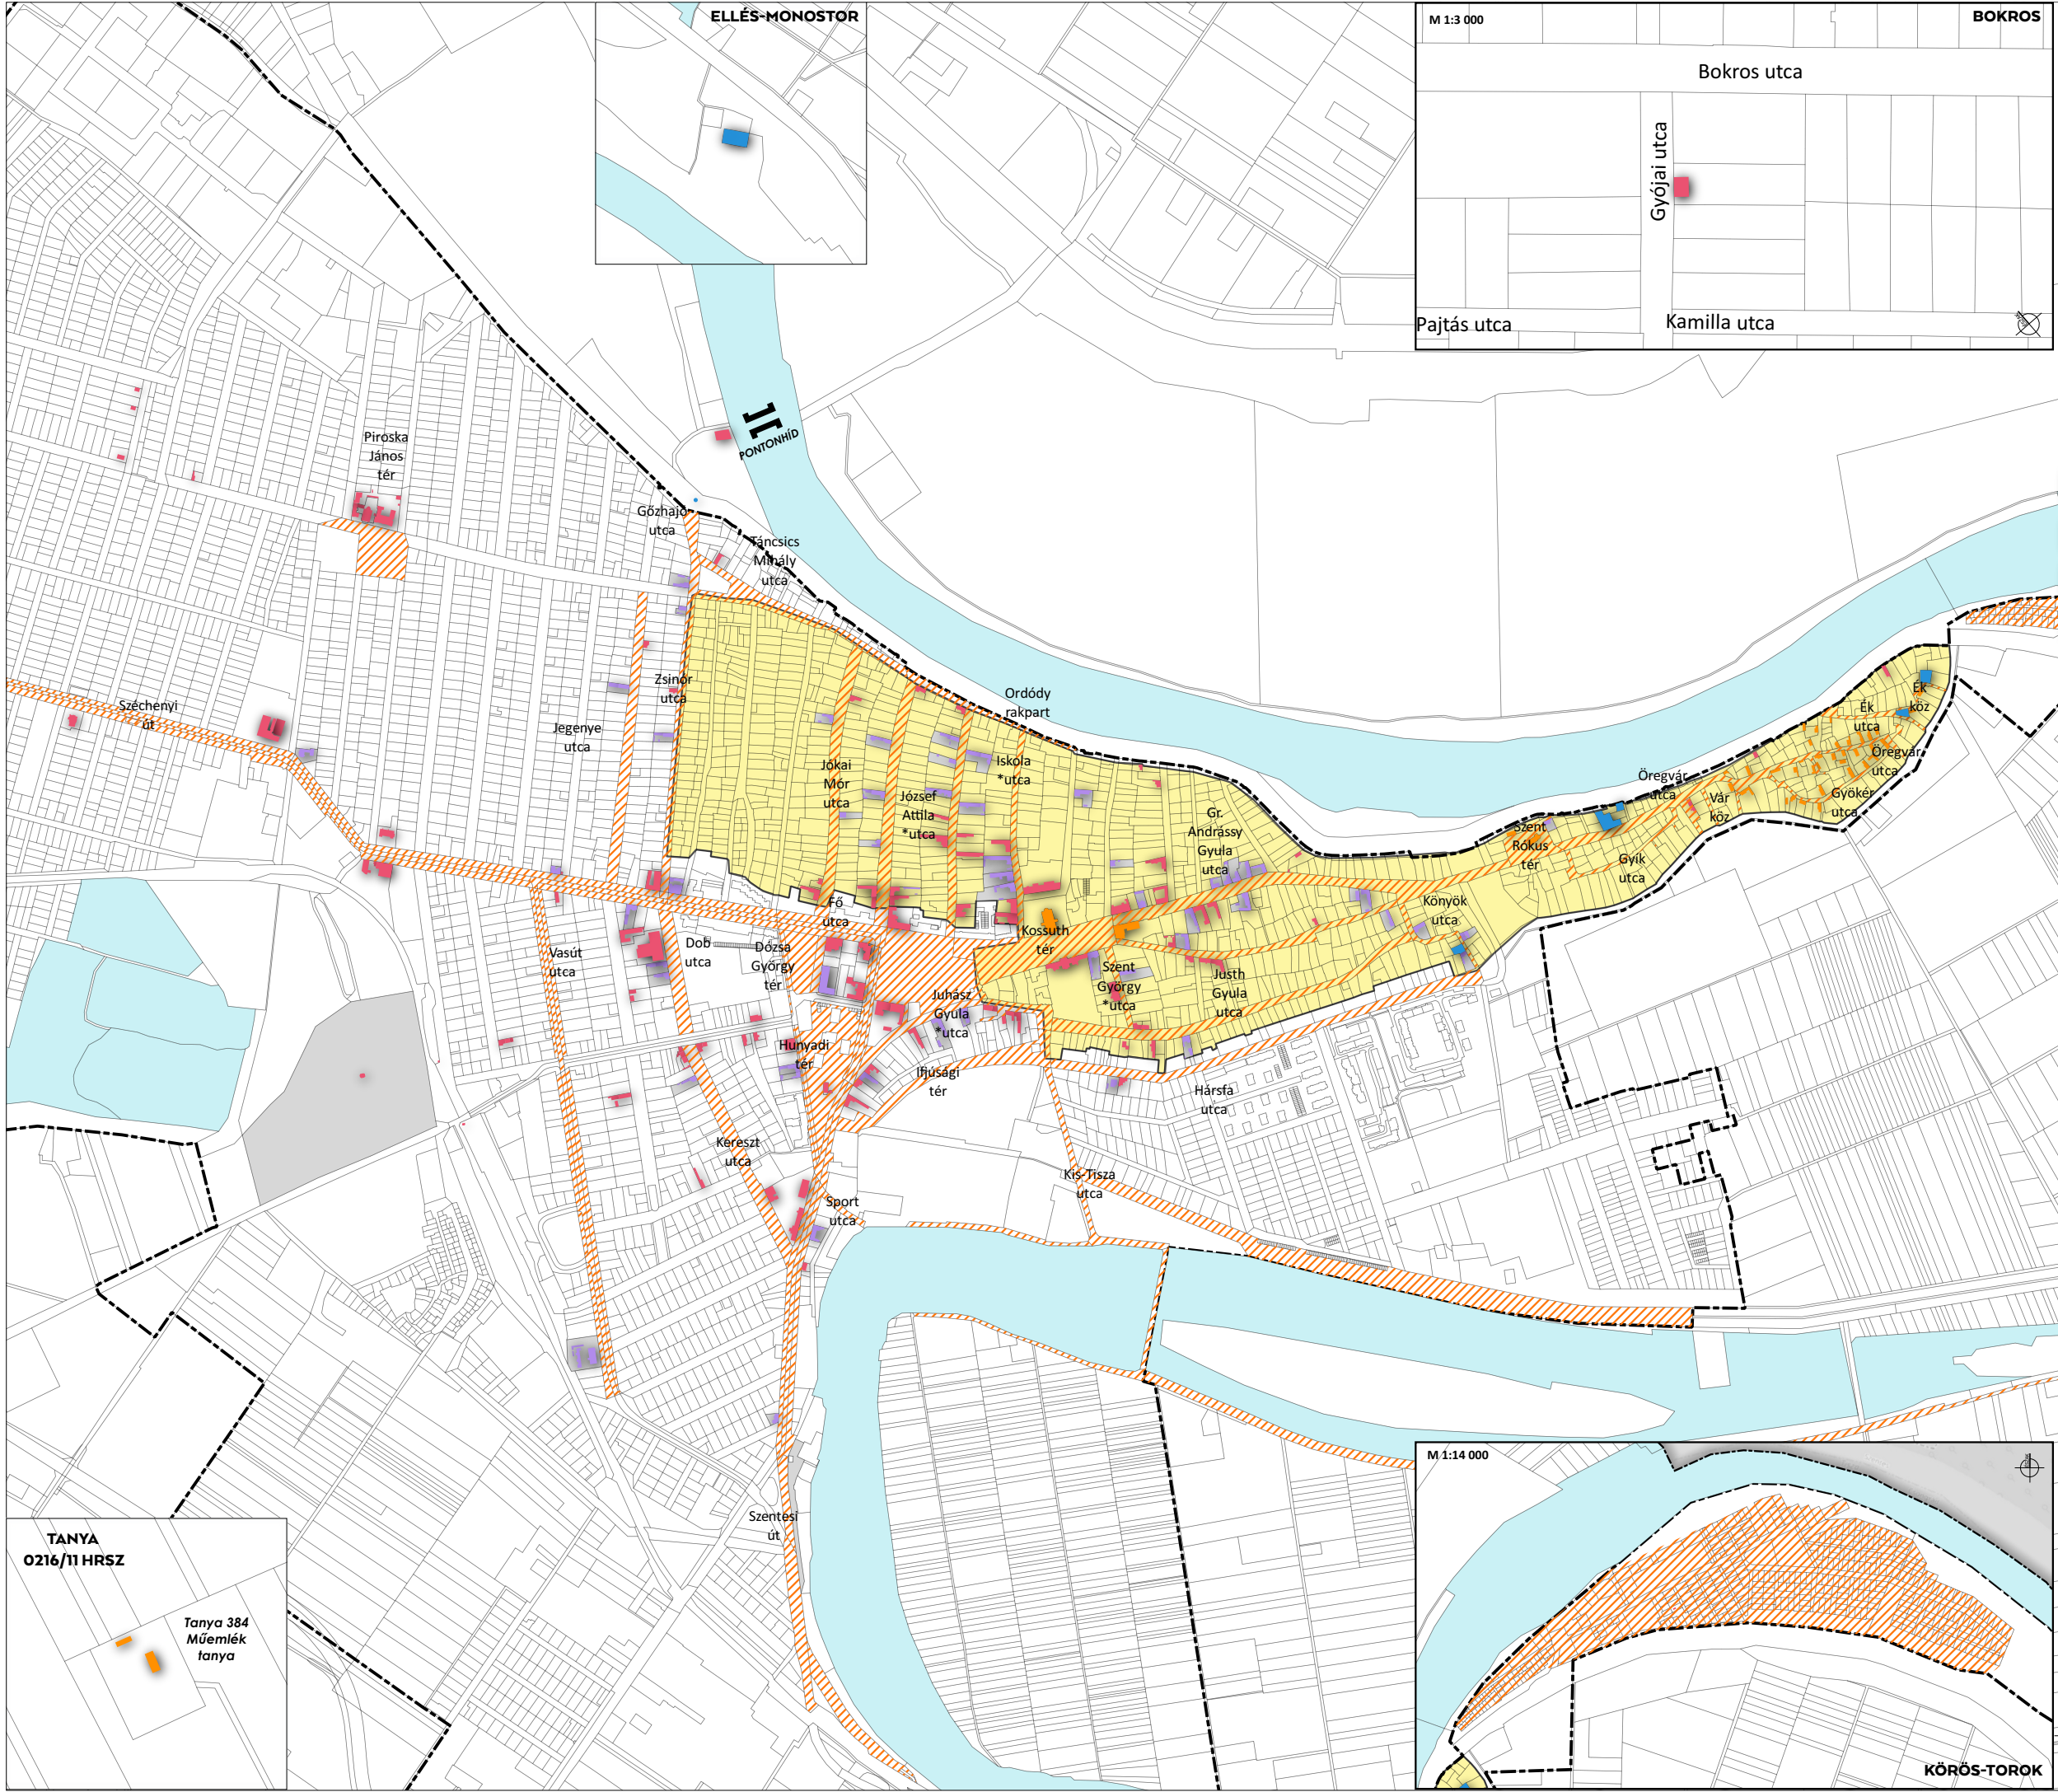 ELLÉS-MONOSTOR
M 1:3 000
BOKROS
Bokros utca
Gyójai utca
Pajtás utca
Kamilla utca
PONTONHÍD
Piroska
János
tér
Gőzhajó
utca
Táncsics
Mihály
utca
Széchenyi
út
Zsinór
utca
Jegenye
utca
Ordódy
rakpart
Jókai
Mór
utca
József
Attila
*utca
Iskola
*utca
Gr.
Andrássy
Gyula
utca
Ék
köz
Ék
utca
Öregvár
utca
Öregvár
utca
Gyökér
utca
Vár
köz
Szent
Rókus
tér
Gyík
utca
Könyök
utca
Fő
utca
Kossuth
tér
Vasút
utca
Dob
utca
Dózsa
György
tér
Szent
György
*utca
Justh
Gyula
utca
Juhász
Gyula
*utca
Hunyadi
tér
Ifjúsági
tér
Hársfa
utca
Kereszt
utca
Kis-Tisza
utca
Sport
utca
Szentesi
út
TANYA
0216/11 HRSZ
Tanya 384
Műemlék
tanya
M 1:14 000
KÖRÖS-TOROK